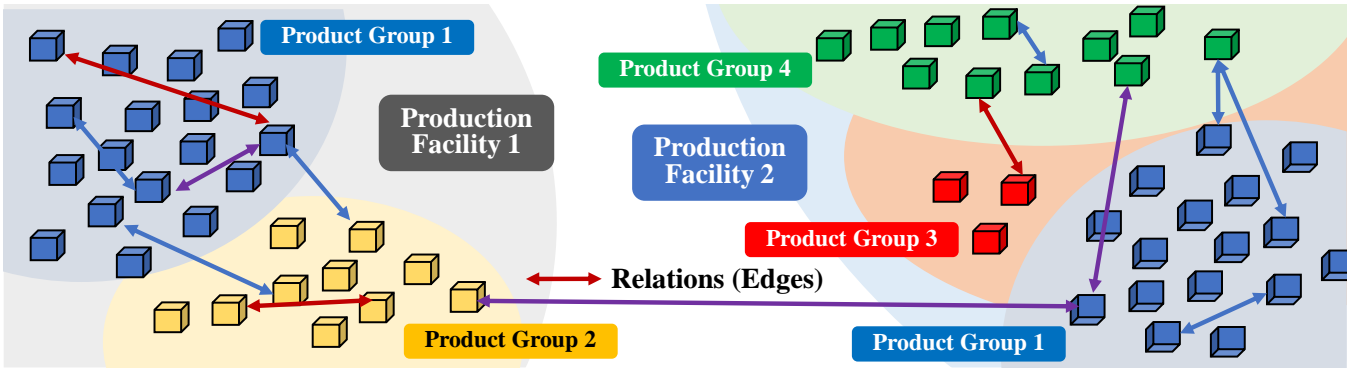 Product Group 1
Production
Facility 1
Product Group 2
Product Group 4
Production
Facility 2
Product Group 3
Relations (Edges)
Product Group 1